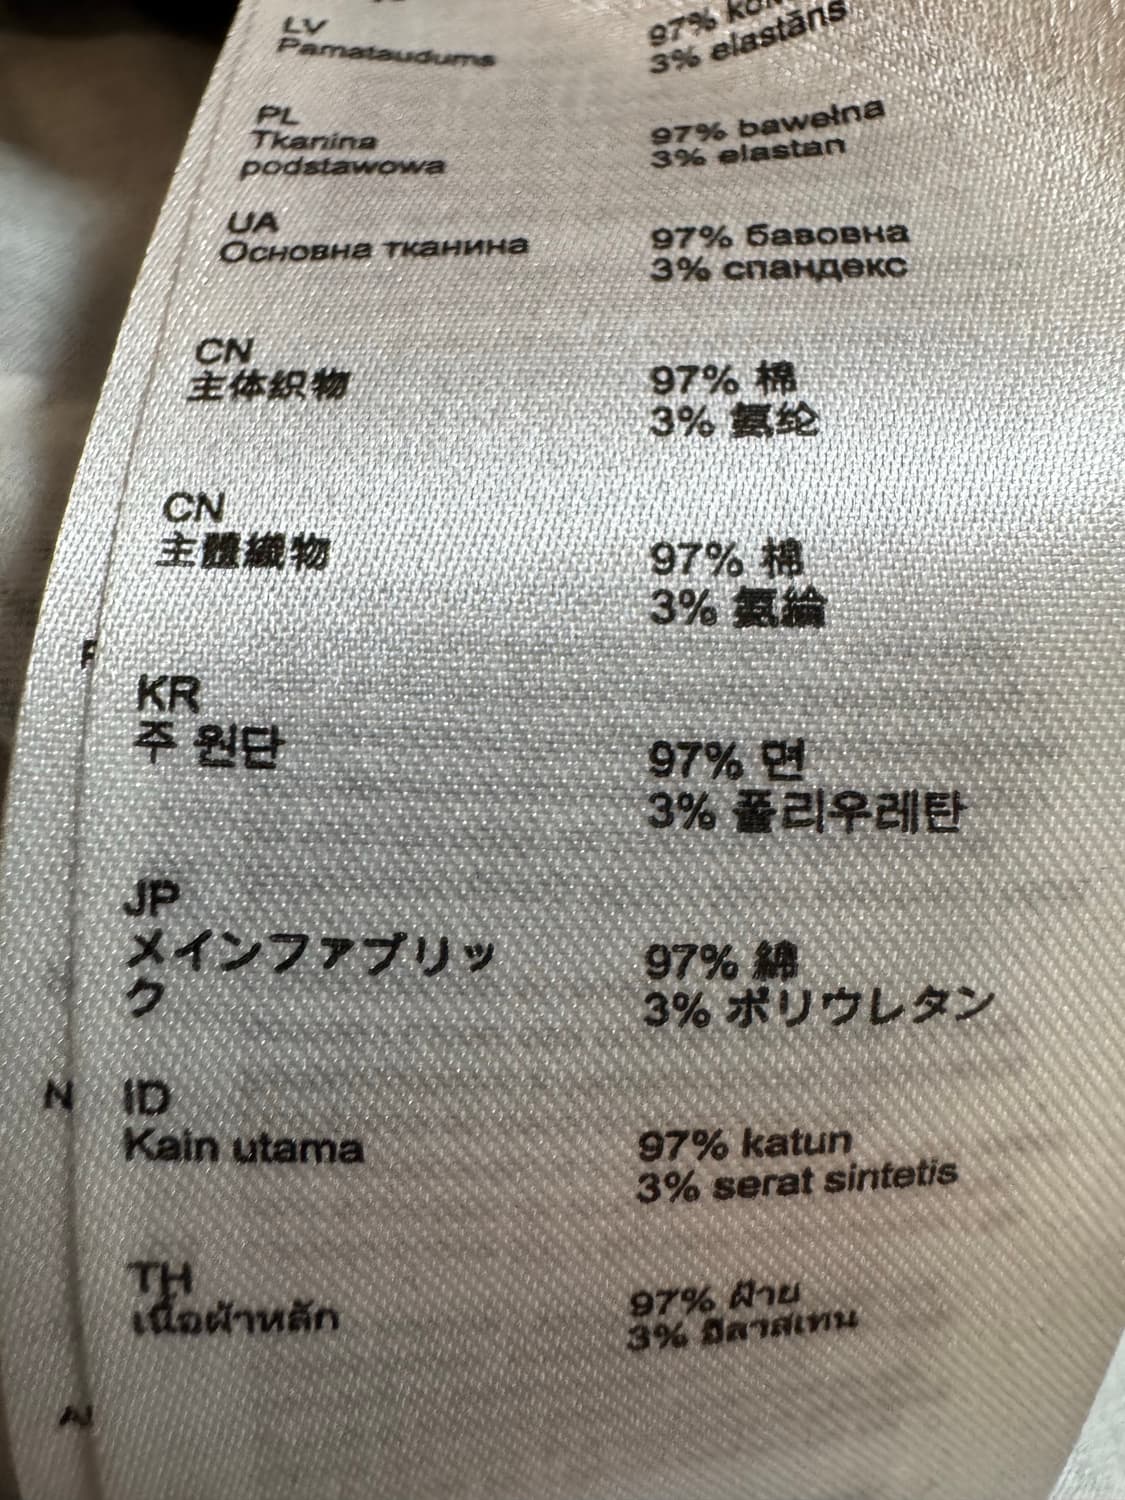 LV
Pamataudums
97%
3% elastāns
PL
Tkanina
podstawowa
97% bawełna
3% elastan
UA
Основна тканина
97% бавовна
3% спандекс
CN
主体织物
97% 棉
3% 氨纶
CN
主體織物
97% 棉
3% 氨綸
KR
주 원단
97% 면
3% 폴리우레탄
JP
メインファブリッ
ク
97% 綿
3% ポリウレタン
ID
Kain utama
97% katun
3% serat sintetis
TH
เนื้อผ้าหลัก
97% ฝ้าย
3% อีลาสเทน
N